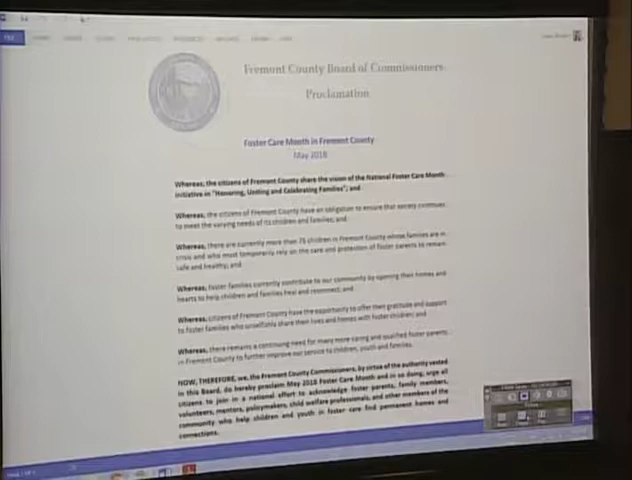 FILE
Fremont County Board of Commissioners
Proclamation
Foster Care Month in Fremont County
May 2018
Whereas, the citizens of Fremont County share the vision of the National Foster Care Month
initiative in "Honoring, Uniting and Celebrating Families"; and
Whereas, the citizens of Fremont County have an obligation to ensure that society continues
to meet the varying needs of its children and families; and
Whereas, there are currently more than 75 children in Fremont County whose families are in
crisis and who must temporarily rely on the care and protection of foster parents to remain
safe and healthy; and
Whereas, foster families currently contribute to our community by opening their homes and
hearts to help children and families heal and reconnect; and
Whereas, citizens of Fremont County have the opportunity to offer their gratitude and support
to foster families who unselfishly share their lives and homes with foster children; and
Whereas, there remains a continuing need for many more caring and qualified foster parents
in Fremont County to further improve our service to children, youth and families.
NOW, THEREFORE, we, the Fremont County Commissioners, by virtue of the authority vested
in this Board, do hereby proclaim May 2018 Foster Care Month and in so doing, urge all
citizens to join in a national effort to acknowledge foster parents, family members,
volunteers, mentors, policymakers, child welfare professionals, and other members of the
community who help children and youth in foster care find permanent homes and
connections.